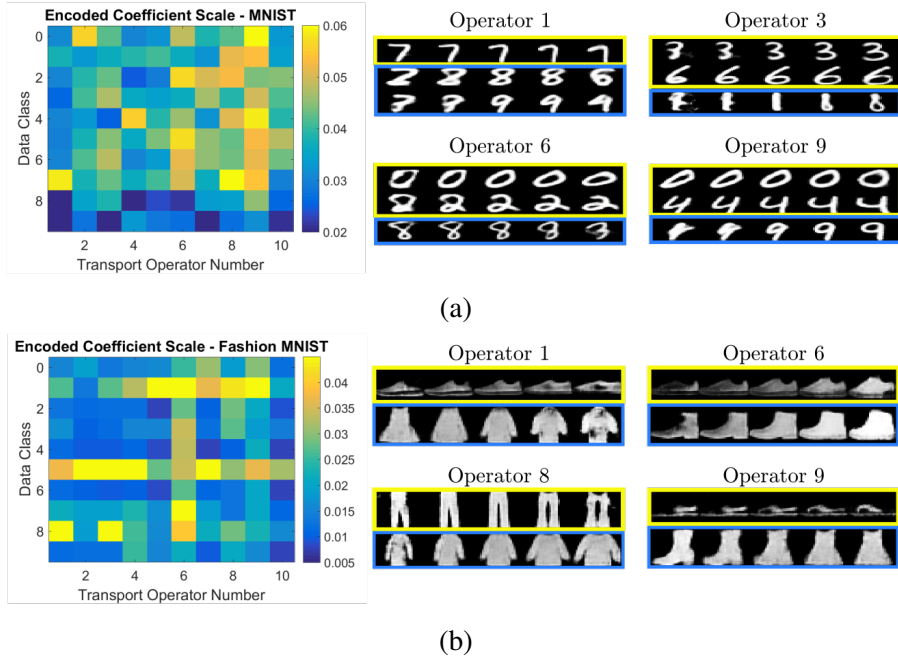 Encoded Coefficient Scale - MNIST
0
2
4
6
8
Data Class
2 4 6 8 10
Transport Operator Number
0.06
0.05
0.04
0.03
0.02
Operator 1
Operator 3
Operator 6
Operator 9
(a)
Encoded Coefficient Scale - Fashion MNIST
0
2
4
6
8
Data Class
2 4 6 8 10
Transport Operator Number
0.04
0.035
0.03
0.025
0.02
0.015
0.01
0.005
Operator 1
Operator 6
Operator 8
Operator 9
(b)